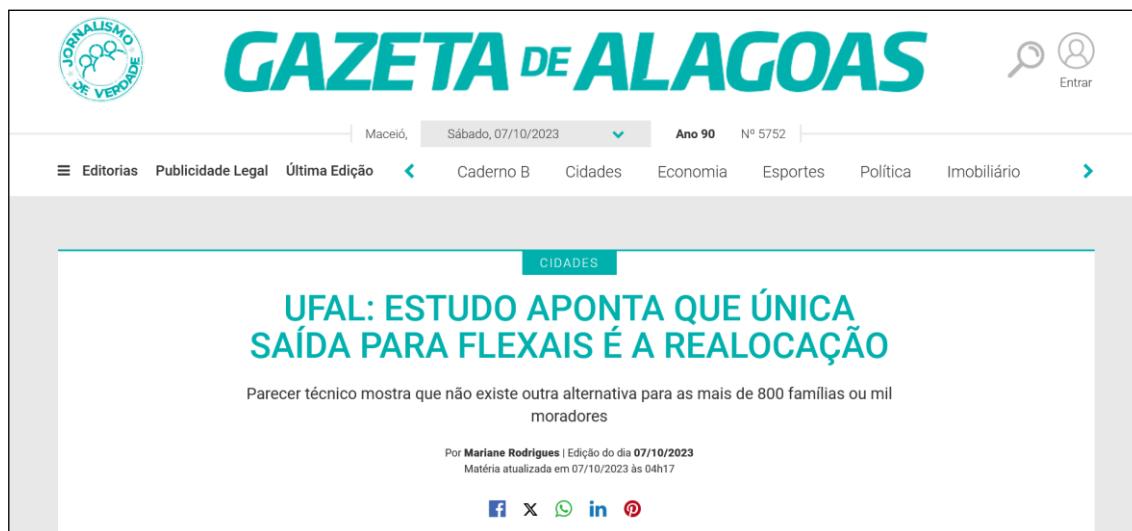 JORNALISMO
DE VERDADE
GAZETA DE ALAGOAS
Entrar
Maceió, Sábado, 07/10/2023 Ano 90 Nº 5752
Editorias Publicidade Legal Última Edição Caderno B Cidades Economia Esportes Política Imobiliário
CIDADES
UFAL: ESTUDO APONTA QUE ÚNICA
SAÍDA PARA FLEXAIS É A REALOCAÇÃO
Parecer técnico mostra que não existe outra alternativa para as mais de 800 famílias ou mil
moradores
Por Mariane Rodrigues | Edição do dia 07/10/2023
Matéria atualizada em 07/10/2023 às 04h17